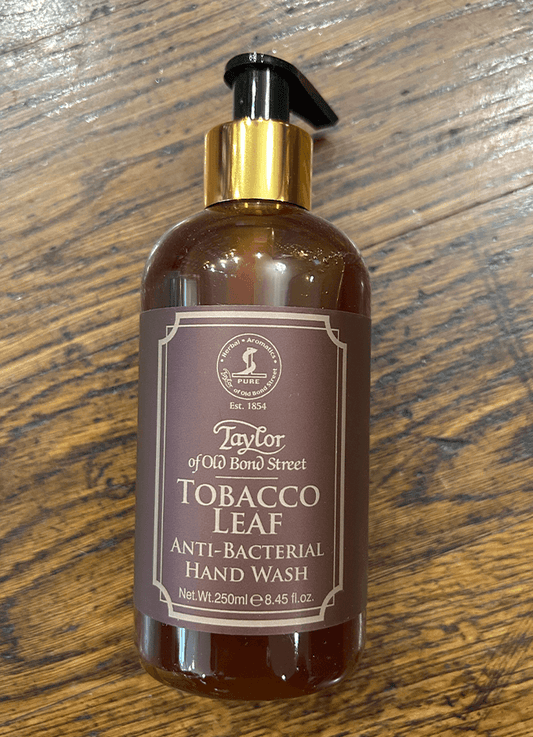 Herbal • Aromatics
PURE
Taylor of Old Bond Street
Est. 1854
Taylor
of Old Bond Street
TOBACCO
LEAF
ANTI-BACTERIAL
HAND WASH
Net.Wt.250ml℮8.45 fl.oz.